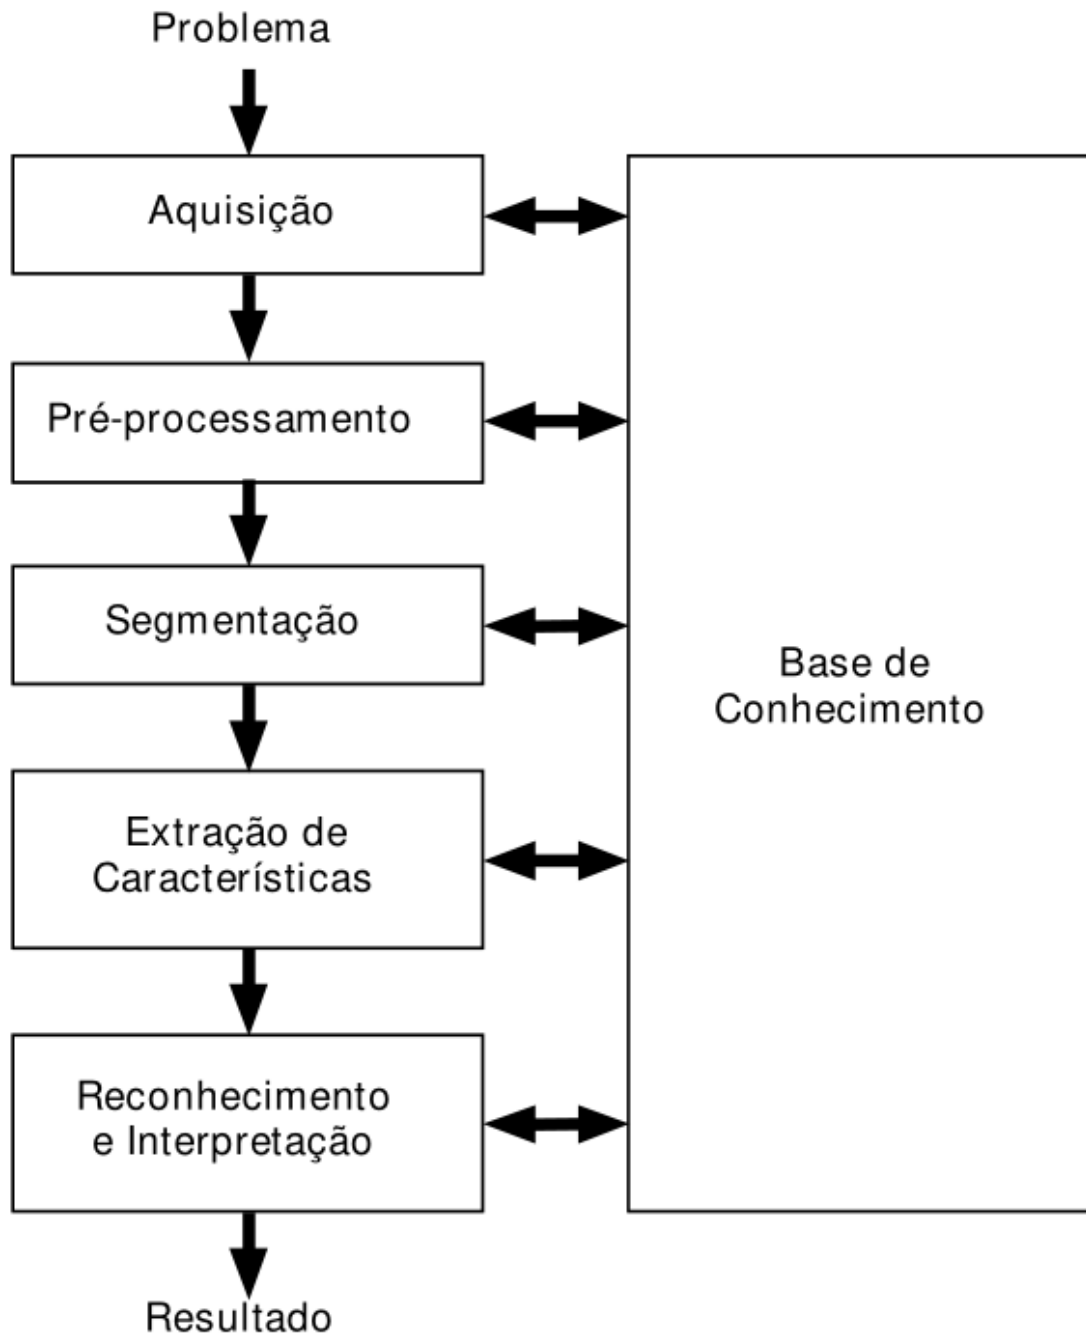 Problema
Aquisição
Pré-processamento
Segmentação
Extração de
Características
Reconhecimento
e Interpretação
Resultado
Base de
Conhecimento